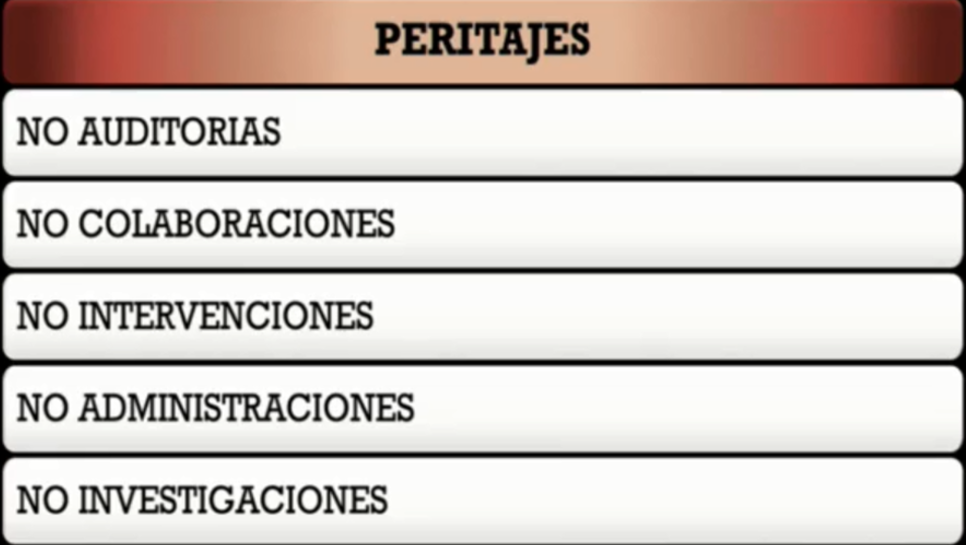 PERITAJES
NO AUDITORIAS
NO COLABORACIONES
NO INTERVENCIONES
NO ADMINISTRACIONES
NO INVESTIGACIONES